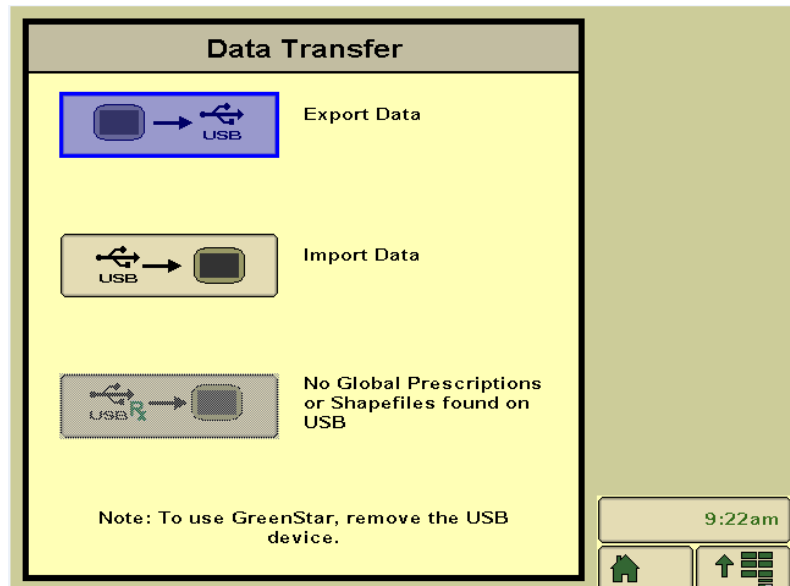 Data Transfer
USB
Export Data
USB
Import Data
USB Rx
No Global Prescriptions
or Shapefiles found on
USB
Note: To use GreenStar, remove the USB
device.
9:22am